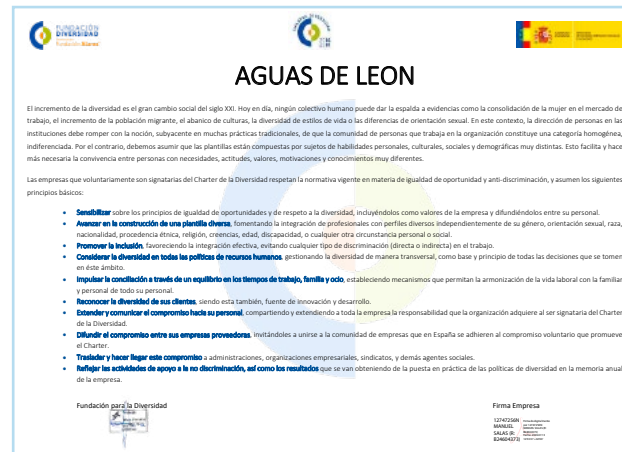 FUNDACIÓN
DIVERSIDAD
AGUAS DE LEON
El incremento de la diversidad es el gran cambio social del siglo XXI. Hoy en día, ningún colectivo humano puede dar la espalda a evidencias como la consolidación de la mujer en el mercado de
trabajo, el incremento de la población migrante, el abanico de culturas, la diversidad de estilos de vida o las diferencias de orientación sexual. En este contexto, la dirección de personas en las
instituciones debe romper con la noción, subyacente en muchas prácticas tradicionales, de que la comunidad de personas que trabaja en la organización constituye una categoría homogénea,
indiferenciada. Por el contrario, debemos asumir que las plantillas están compuestas por sujetos de habilidades personales, culturales, sociales y demográficas muy distintas. Esto facilita y hace
más necesaria la convivencia entre personas con necesidades, actitudes, valores, motivaciones y conocimientos muy diferentes.
Las empresas que voluntariamente son signatarias del Charter de la Diversidad respetan la normativa vigente en materia de igualdad de oportunidad y anti-discriminación, y asumen los siguientes
principios básicos:
Sensibilizar sobre los principios de igualdad de oportunidades y de respeto a la diversidad, incluyéndolos como valores de la empresa y difundiéndolos entre su personal.
Avanzar en la construcción de una plantilla diversa, fomentando la integración de profesionales con perfiles diversos independientemente de su género, orientación sexual, raza,
nacionalidad, procedencia étnica, religión, creencias, edad, discapacidad, o cualquier otra circunstancia personal o social.
Promover la inclusión, favoreciendo la integración efectiva, evitando cualquier tipo de discriminación (directa o indirecta) en el trabajo.
Considerar la diversidad en todas las políticas de recursos humanos, gestionando la diversidad de manera transversal, como base y principio de todas las decisiones que se tomen
en éste ámbito.
Impulsar la conciliación a través de un equilibrio en los tiempos de trabajo, familia y ocio, estableciendo mecanismos que permitan la armonización de la vida laboral con la familiar
y personal de todo su personal.
Reconocer la diversidad de sus clientes, siendo esta también, fuente de innovación y desarrollo.
Extender y comunicar el compromiso hacia su personal, compartiendo y extendiendo a toda la empresa la responsabilidad que la organización adquiere al ser signataria del Charter
de la Diversidad.
Difundir el compromiso entre sus empresas proveedoras, invitándoles a unirse a la comunidad de empresas que en España se adhieren al compromiso voluntario que promueve
el Charter.
Trasladar y hacer llegar este compromiso a administraciones, organizaciones empresariales, sindicatos, y demás agentes sociales.
Reflejar las actividades de apoyo a la no discriminación, así como los resultados que se van obteniendo de la puesta en práctica de las políticas de diversidad en la memoria anual
de la empresa.
Fundación para la Diversidad
Firma Empresa
12747256N
MANUEL
SALAS (R:
B24604373)